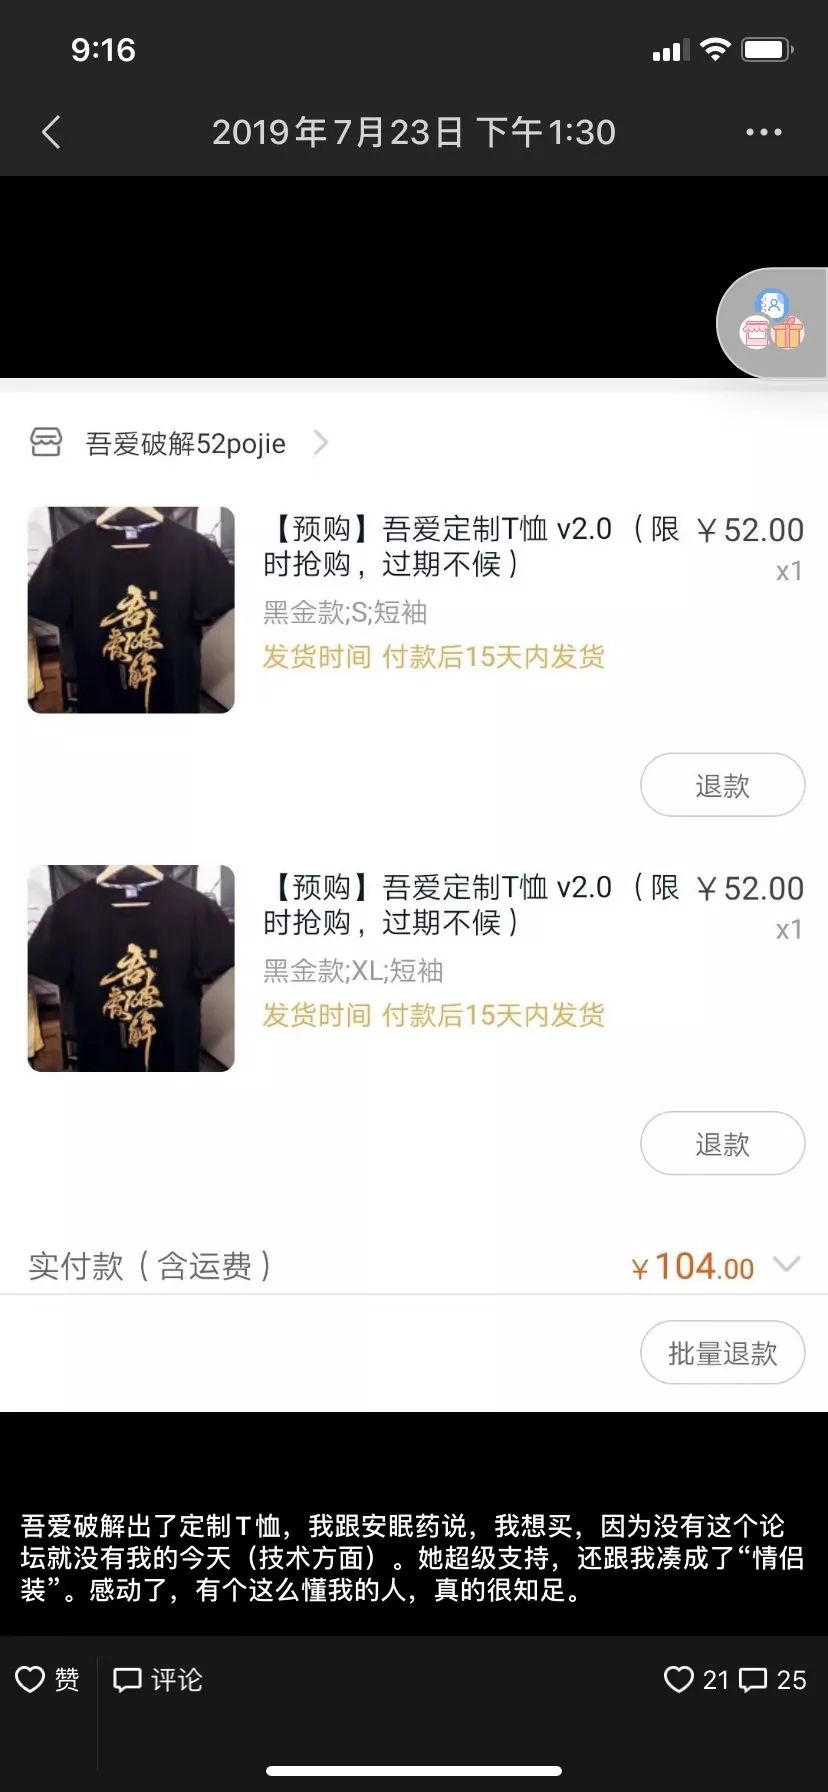 9:16
2019年7月23日 下午1:30
吾爱破解52pojie
【预购】吾爱定制T恤 v2.0 （限 ￥52.00
时抢购，过期不候） x1
黑金款;S;短袖
发货时间 付款后15天内发货
吾爱破解
退款
【预购】吾爱定制T恤 v2.0 （限 ￥52.00
时抢购，过期不候） x1
黑金款;XL;短袖
发货时间 付款后15天内发货
吾爱破解
退款
实付款（含运费） ￥104.00
批量退款
吾爱破解出了定制T恤，我跟安眠药说，我想买，因为没有这个论
坛就没有我的今天（技术方面）。她超级支持，还跟我凑成了“情侣
装”。感动了，有个这么懂我的人，真的很知足。
赞 评论 21 25